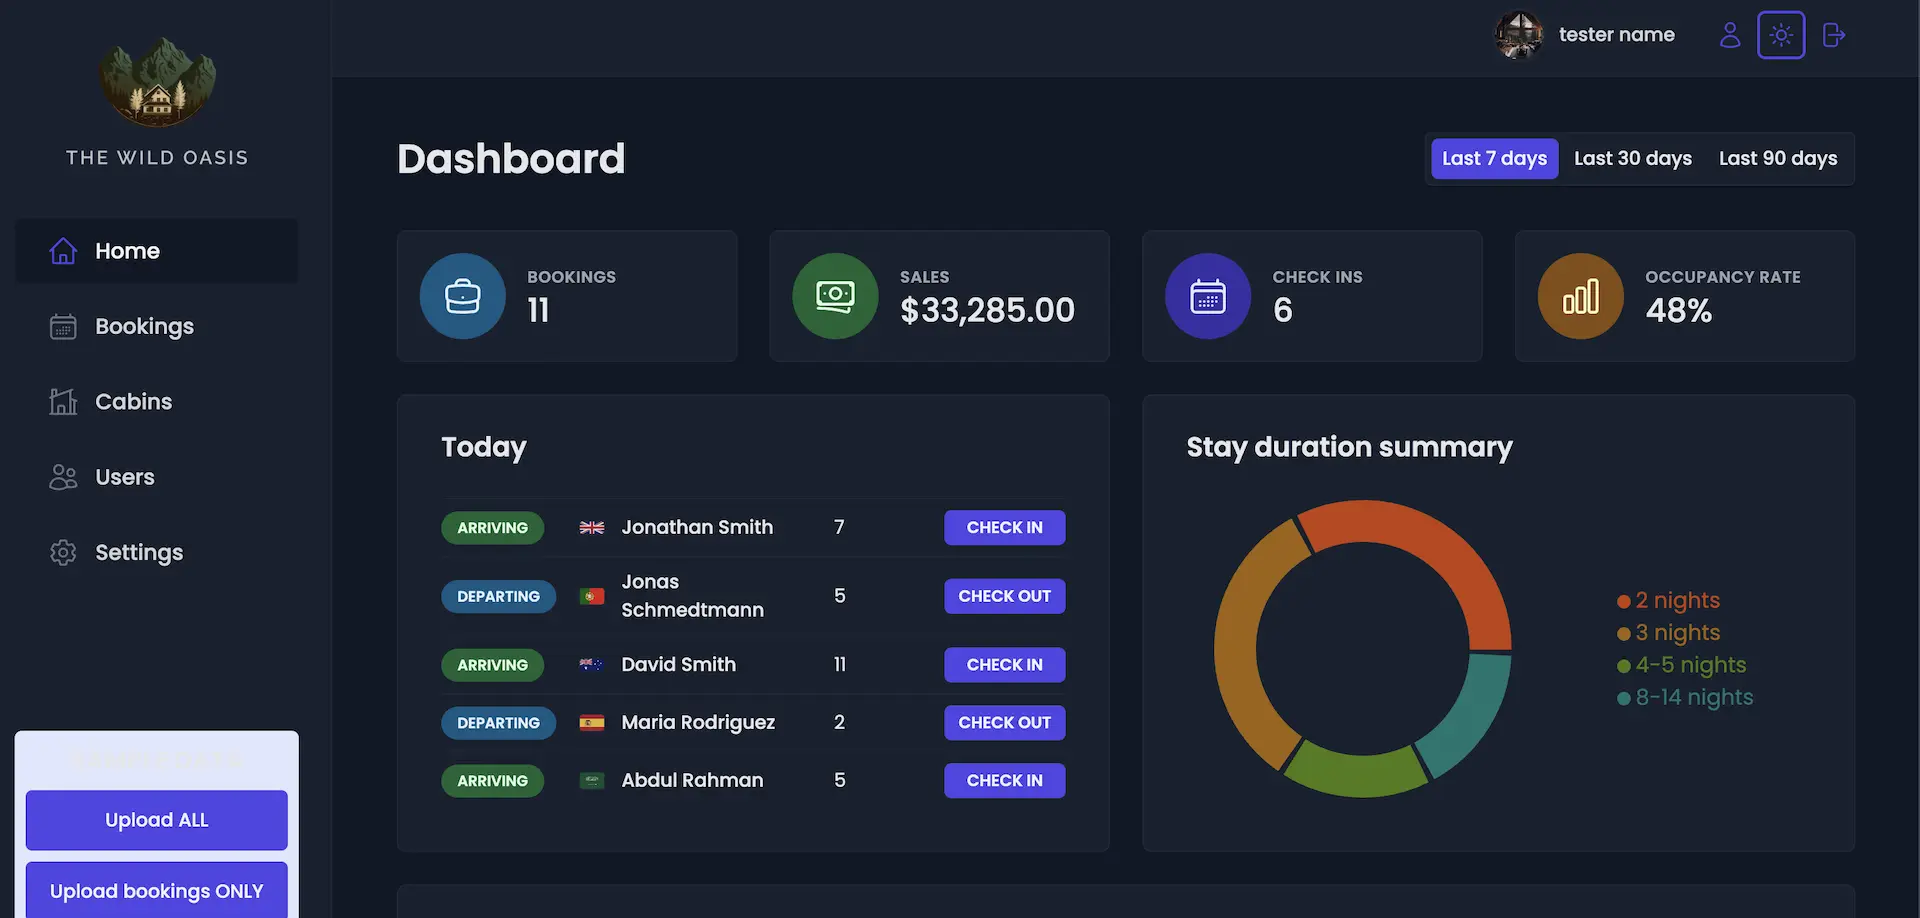 THE WILD OASIS
Home
Bookings
Cabins
Users
Settings
Upload ALL
Upload bookings ONLY
tester name
Dashboard
Last 7 days Last 30 days Last 90 days
BOOKINGS
11
SALES
$33,285.00
CHECK INS
6
OCCUPANCY RATE
48%
Today
ARRIVING Jonathan Smith 7 CHECK IN
DEPARTING Jonas Schmedtmann 5 CHECK OUT
ARRIVING David Smith 11 CHECK IN
DEPARTING Maria Rodriguez 2 CHECK OUT
ARRIVING Abdul Rahman 5 CHECK IN
Stay duration summary
2 nights
3 nights
4-5 nights
8-14 nights